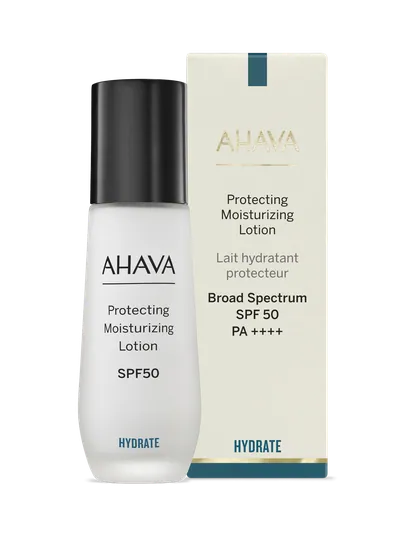 AHAVA
Protecting
Moisturizing
Lotion
SPF50
HYDRATE
AHAVA
Protecting
Moisturizing
Lotion
Lait hydratant
protecteur
Broad Spectrum
SPF 50
PA ++++
HYDRATE